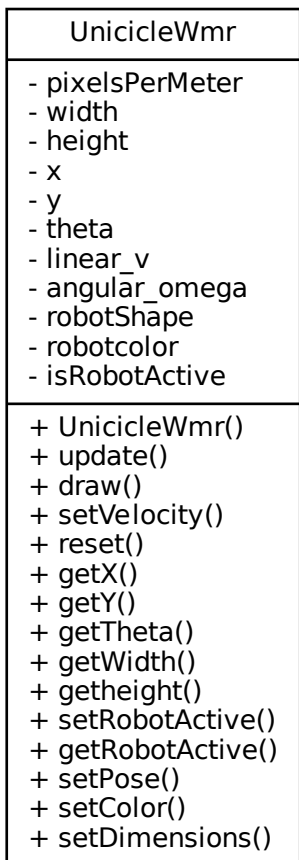 UnicicleWmr
- pixelsPerMeter
- width
- height
- x
- y
- theta
- linear_v
- angular_omega
- robotShape
- robotcolor
- isRobotActive
+ UnicicleWmr()
+ update()
+ draw()
+ setVelocity()
+ reset()
+ getX()
+ getY()
+ getTheta()
+ getWidth()
+ getheight()
+ setRobotActive()
+ getRobotActive()
+ setPose()
+ setColor()
+ setDimensions()